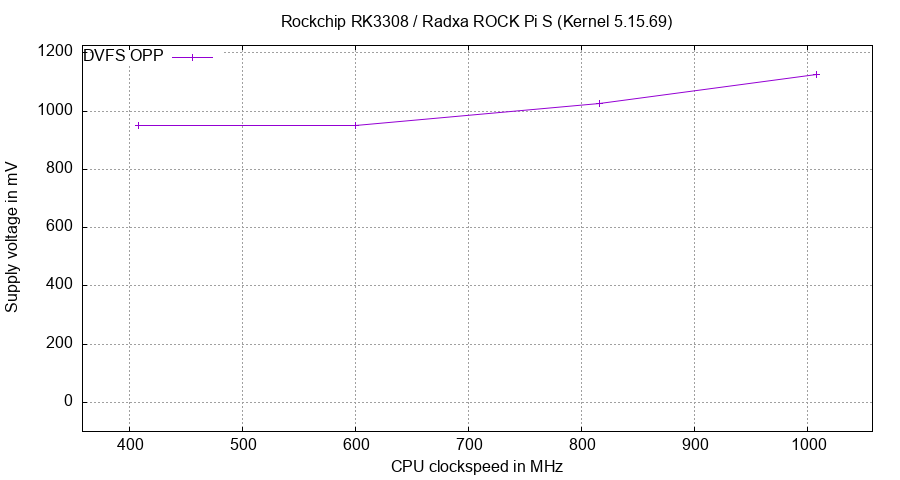 Rockchip RK3308 / Radxa ROCK Pi S (Kernel 5.15.69)
1200
DVFS OPP
1000
800
600
400
200
0
Supply voltage in mV
400 500 600 700 800 900 1000
CPU clockspeed in MHz